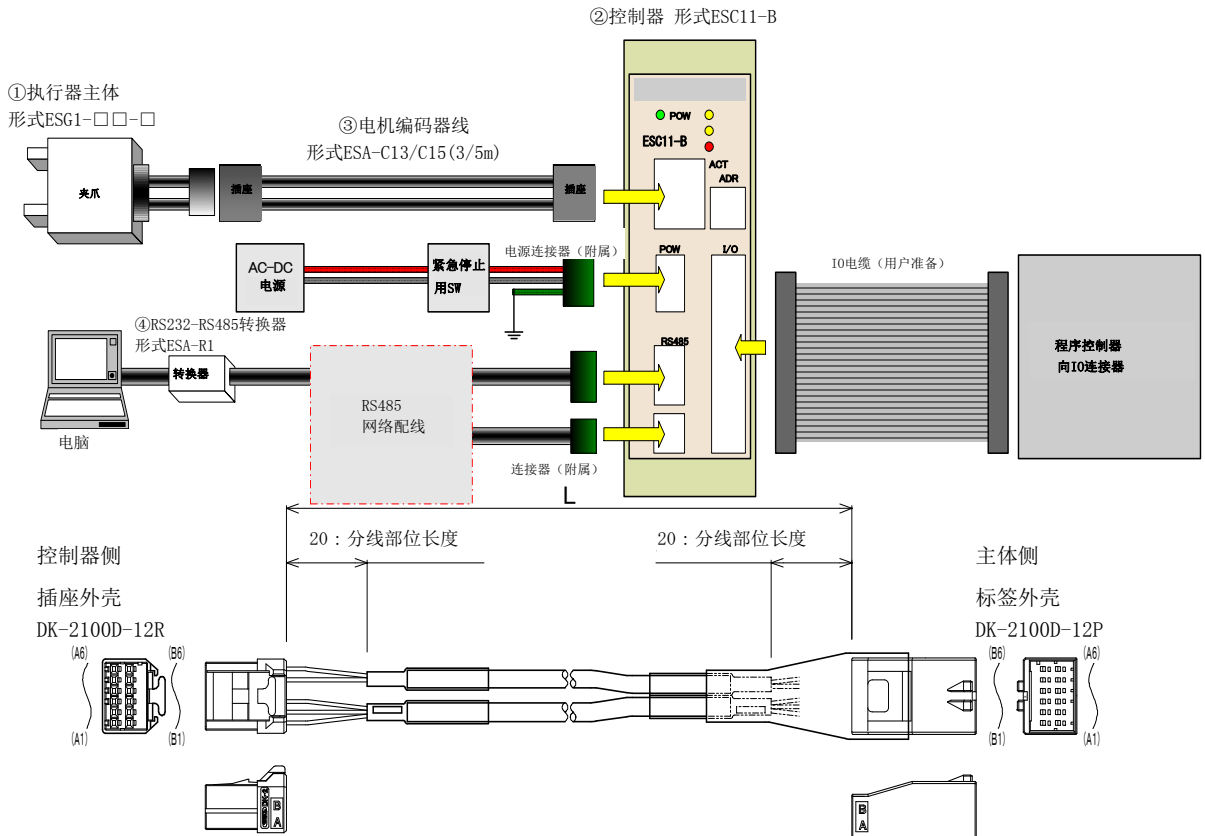 ②控制器 形式ESC11-B
①执行器主体
形式ESG1-□□-□
③电机编码器线
形式ESA-C13/C15(3/5m)
夹爪
插座
插座
POW
ESC11-B
ACT
ADR
POW
I/O
RS485
AC-DC
电源
紧急停止
用SW
电源连接器（附属）
IO电缆（用户准备）
程序控制器
向IO连接器
④RS232-RS485转换器
形式ESA-R1
转换器
电脑
RS485
网络配线
连接器（附属）
L
20：分线部位长度
20：分线部位长度
控制器侧
插座外壳
DK-2100D-12R
(A6)
(B6)
(A1)
(B1)
主体侧
标签外壳
DK-2100D-12P
(B6)
(A6)
(B1)
(A1)
B
A
B
A